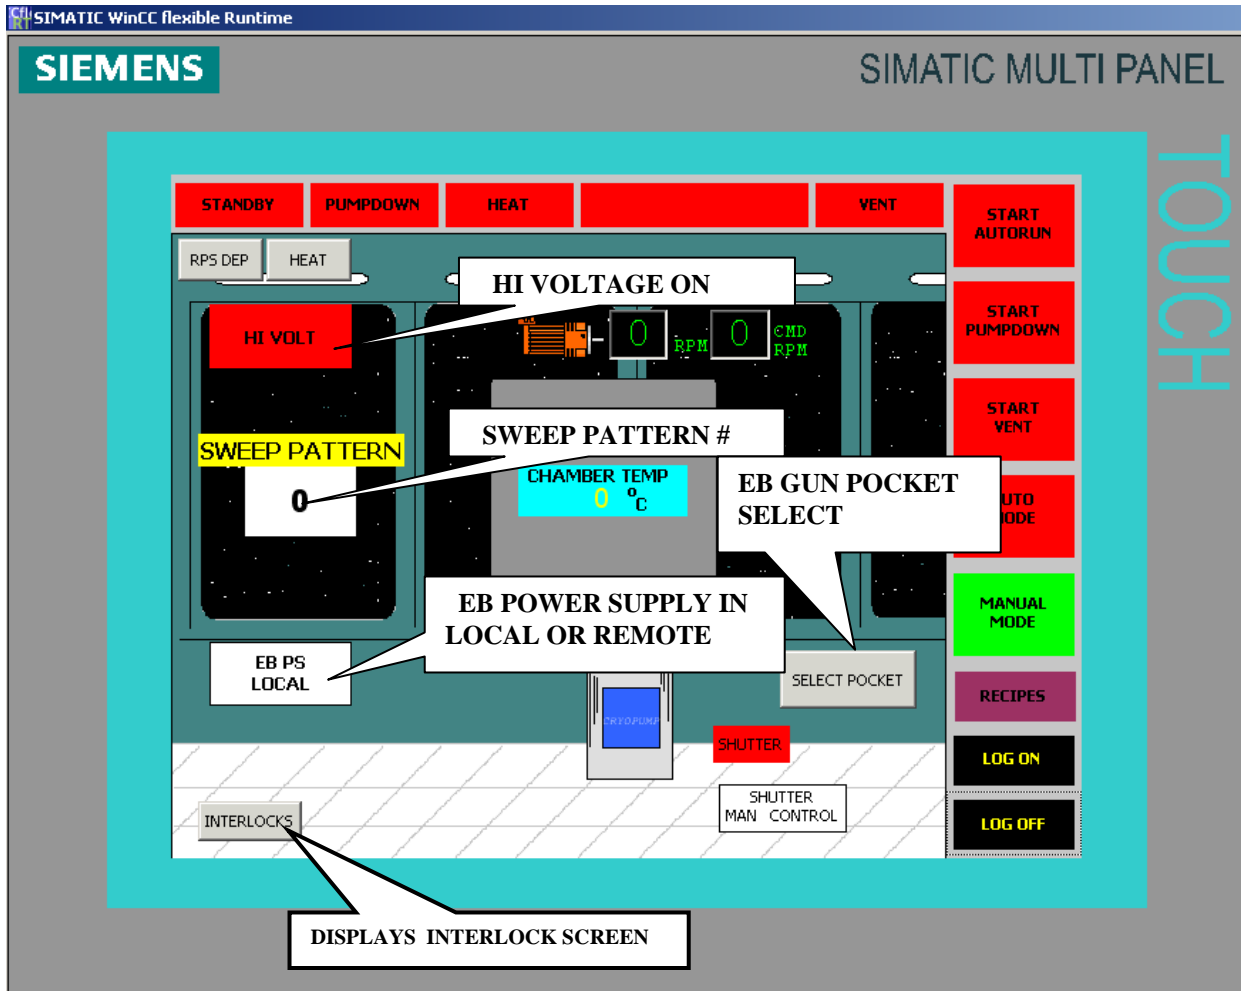 SIMATIC WinCC flexible Runtime
SIEMENS
SIMATIC MULTI PANEL
TOUCH
STANDBY
PUMPDOWN
HEAT
VENT
START
AUTORUN
RPS DEP
HEAT
HI VOLTAGE ON
HI VOLT
0
RPM
0
CMD
RPM
START
PUMPDOWN
SWEEP PATTERN #
START
VENT
SWEEP PATTERN
0
CHAMBER TEMP
0 °C
EB GUN POCKET
SELECT
MANUAL
MODE
EB POWER SUPPLY IN
LOCAL OR REMOTE
EB PS
LOCAL
SELECT POCKET
RECIPES
CRYOPUMP
SHUTTER
LOG ON
SHUTTER
MAN CONTROL
INTERLOCKS
LOG OFF
DISPLAYS INTERLOCK SCREEN